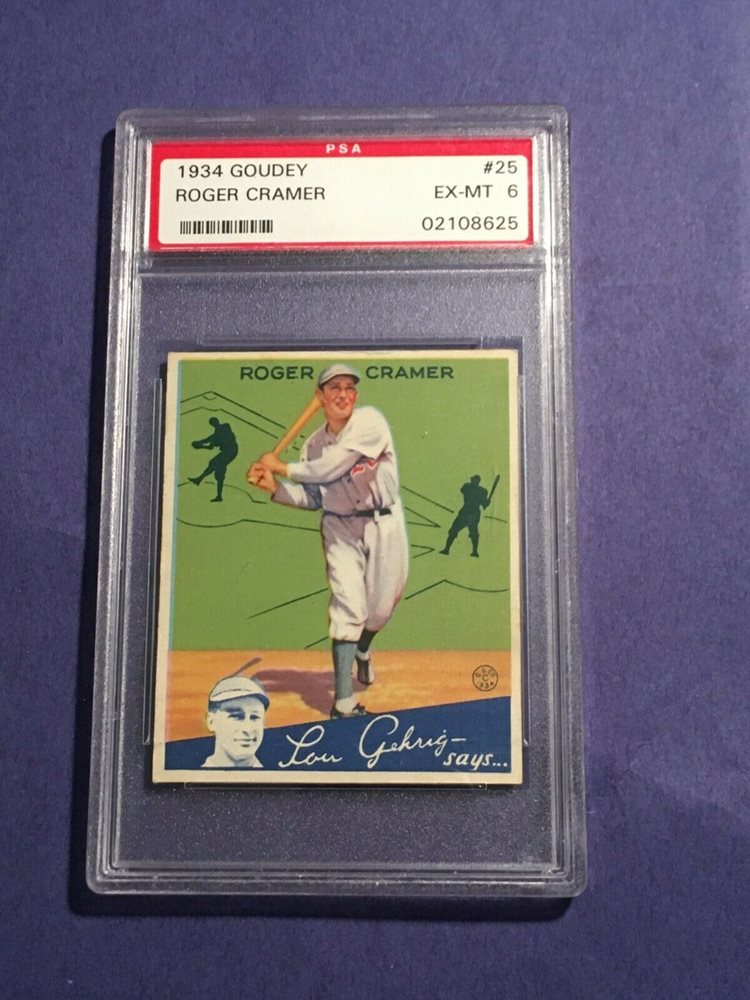 PSA
1934 GOUDEY #25
ROGER CRAMER EX-MT 6
02108625
ROGER CRAMER
Lou Gehrig—
says...